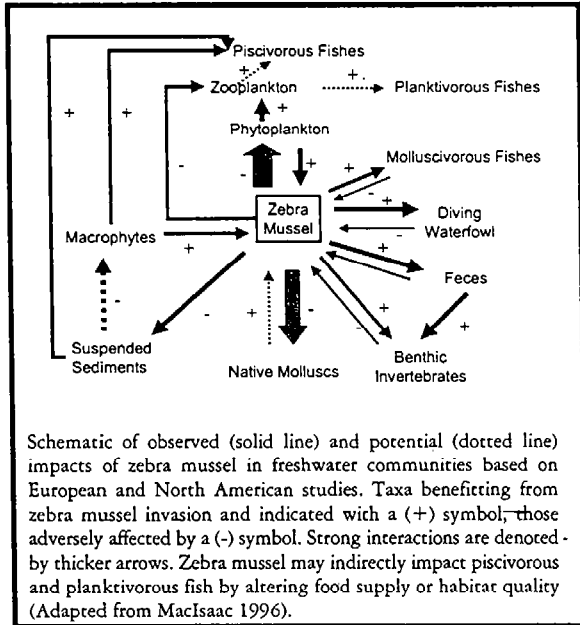 Piscivorous Fishes
+
+
Zooplankton
Planktivorous Fishes
+
+
+
Phytoplankton
-
-
+
+
Molluscivorous Fishes
-
+
Zebra
Mussel
Diving
Waterfowl
-
Macrophytes
+
+
-
Feces
-
-
+
-
+
+
-
Suspended
Sediments
Native Molluscs
Benthic
Invertebrates
Schematic of observed (solid line) and potential (dotted line)
impacts of zebra mussel in freshwater communities based on
European and North American studies. Taxa benefitting from
zebra mussel invasion and indicated with a (+) symbol, those
adversely affected by a (-) symbol. Strong interactions are denoted
by thicker arrows. Zebra mussel may indirectly impact piscivorous
and planktivorous fish by altering food supply or habitat quality
(Adapted from MacIsaac 1996).